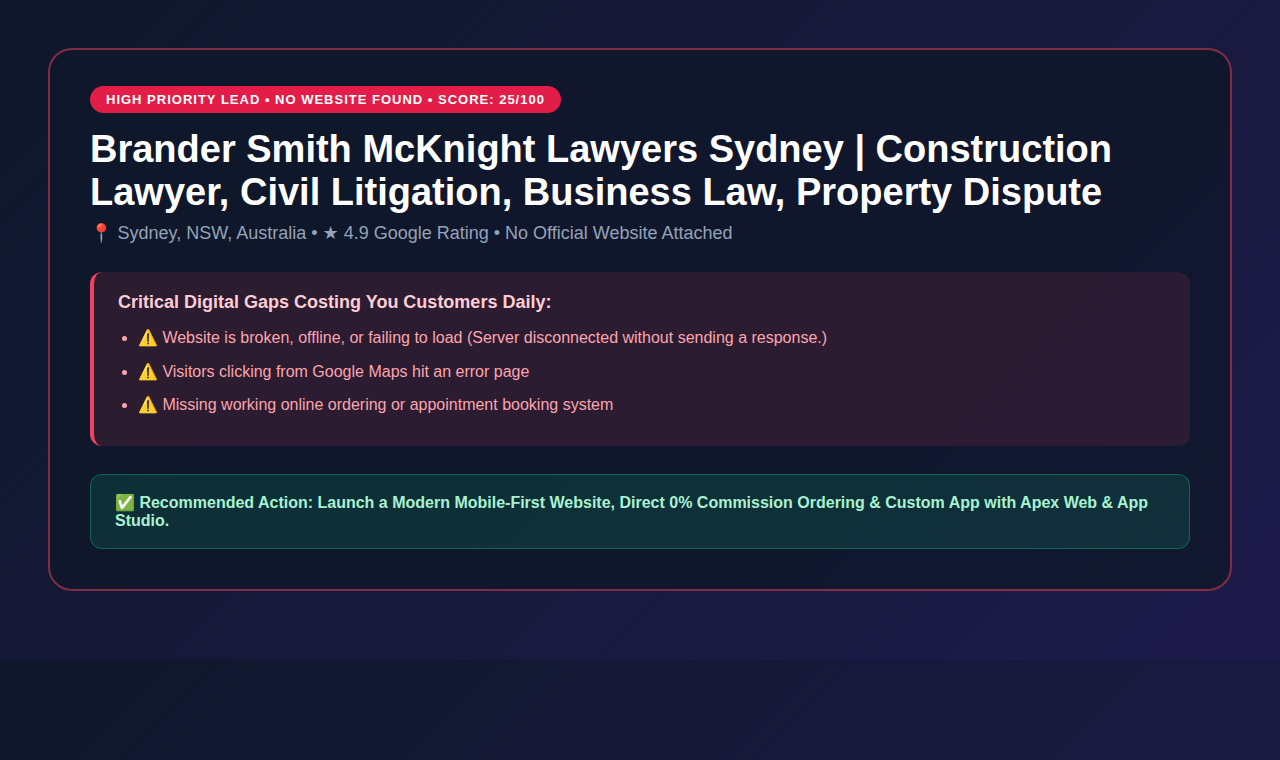 HIGH PRIORITY LEAD • NO WEBSITE FOUND • SCORE: 25/100
Brander Smith McKnight Lawyers Sydney | Construction
Lawyer, Civil Litigation, Business Law, Property Dispute
📍 Sydney, NSW, Australia • ★ 4.9 Google Rating • No Official Website Attached
Critical Digital Gaps Costing You Customers Daily:
• ⚠️ Website is broken, offline, or failing to load (Server disconnected without sending a response.)
• ⚠️ Visitors clicking from Google Maps hit an error page
• ⚠️ Missing working online ordering or appointment booking system
✅ Recommended Action: Launch a Modern Mobile-First Website, Direct 0% Commission Ordering & Custom App with Apex Web & App
Studio.